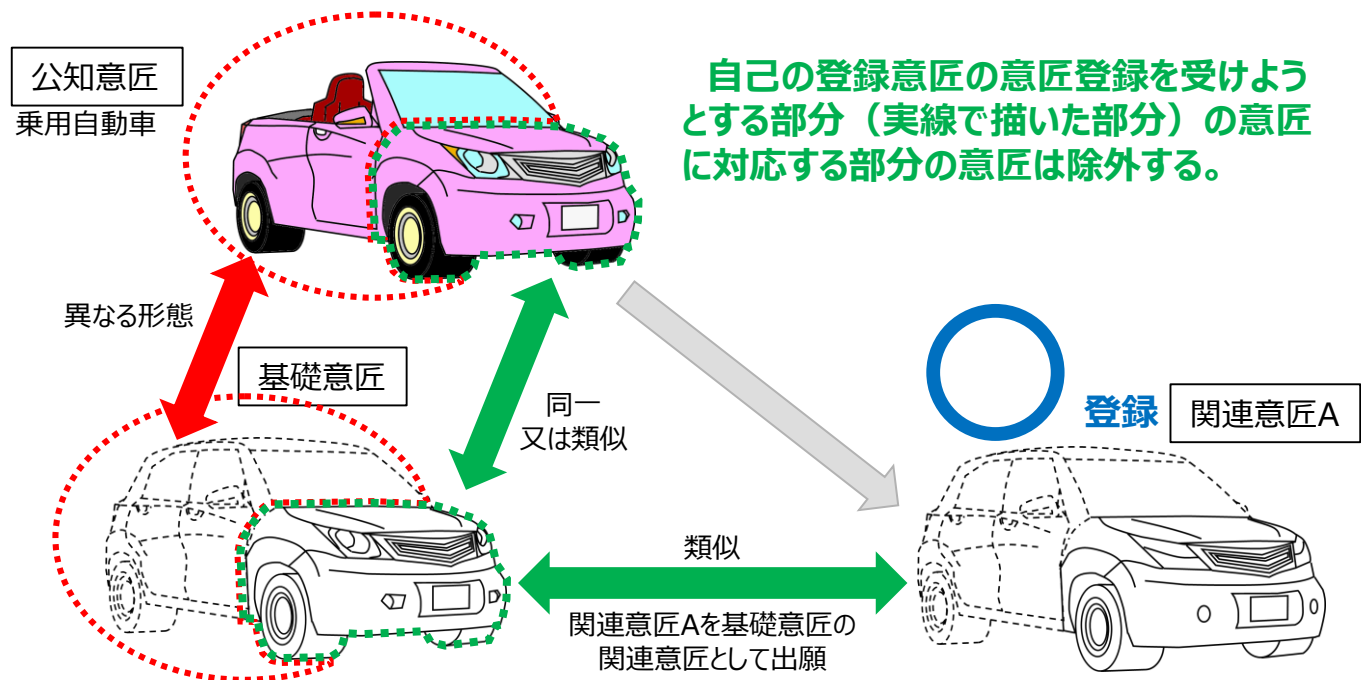 公知意匠
乗用自動車
自己の登録意匠の意匠登録を受けよう
とする部分（実線で描いた部分）の意匠
に対応する部分の意匠は除外する。
異なる形態
基礎意匠
同一
又は類似
登録
関連意匠A
類似
関連意匠Aを基礎意匠の
関連意匠として出願